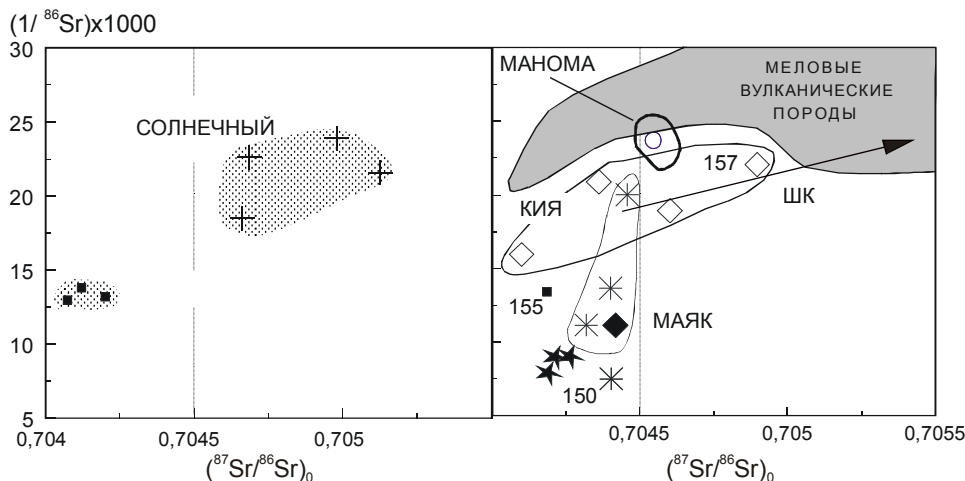 (1/ ⁸⁶Sr)x1000
30
25
20
15
10
5
СОЛНЕЧНЫЙ
0,704
0,7045
0,705
(⁸⁷Sr/⁸⁶Sr)₀
МАНОМА
МЕЛОВЫЕ
ВУЛКАНИЧЕСКИЕ
ПОРОДЫ
157
КИЯ
ШК
155
МАЯК
150
0,7045
0,705
0,7055
(⁸⁷Sr/⁸⁶Sr)₀